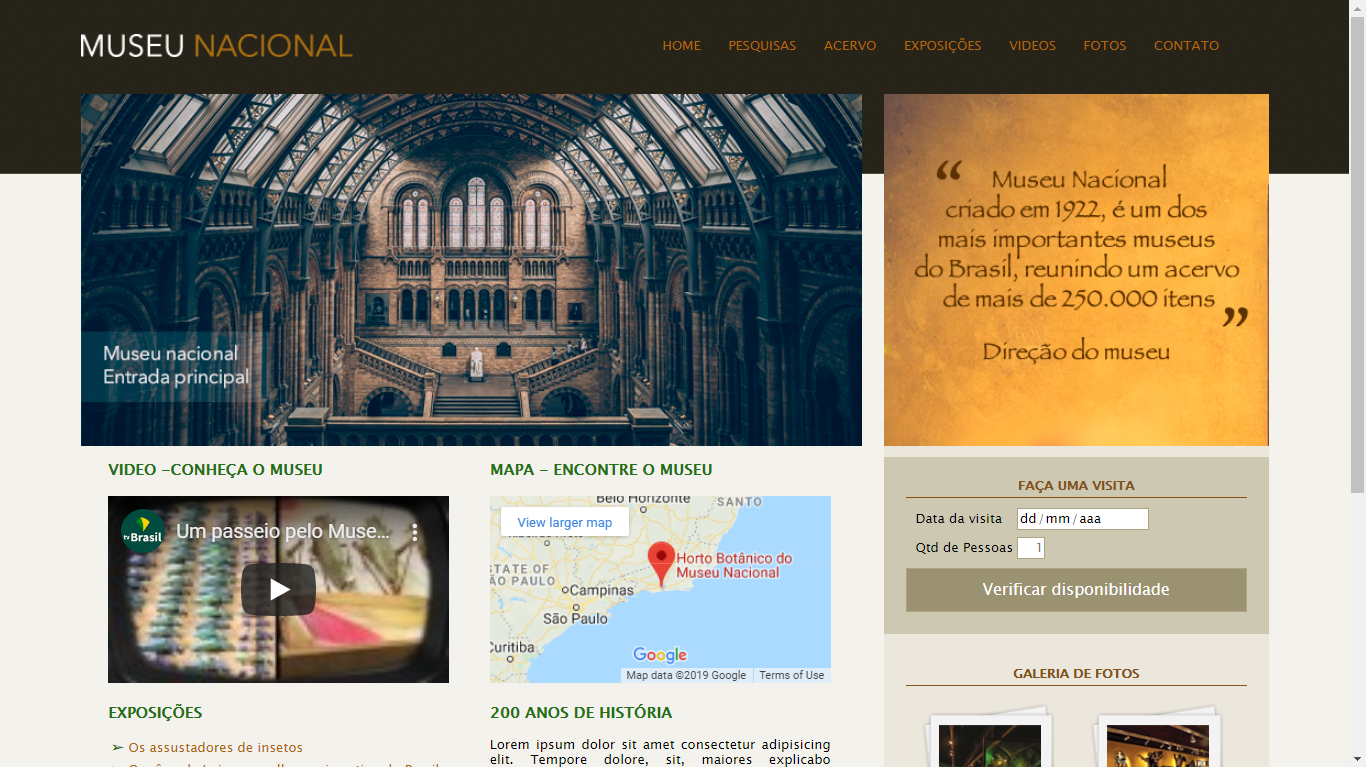 MUSEU NACIONAL
HOME PESQUISAS ACERVO EXPOSIÇÕES VIDEOS FOTOS CONTATO
Museu nacional
Entrada principal
“ Museu Nacional
criado em 1922, é um dos
mais importantes museus
do Brasil, reunindo um acervo
de mais de 250.000 itens ”
Direção do museu
VIDEO -CONHEÇA O MUSEU
tvBrasil
Um passeio pelo Muse...
MAPA - ENCONTRE O MUSEU
Belo Horizonte
SANTO
View larger map
Horto Botânico do
Museu Nacional
STATE OF
ÃO PAULO
Campinas
São Paulo
Curitiba
Google
Map data ©2019 Google Terms of Use
FAÇA UMA VISITA
Data da visita dd/mm/aaa
Qtd de Pessoas 1
Verificar disponibilidade
EXPOSIÇÕES
➢ Os assustadores de insetos
200 ANOS DE HISTÓRIA
Lorem ipsum dolor sit amet consectetur adipisicing
elit. Tempore dolore, sit, maiores explicabo
GALERIA DE FOTOS